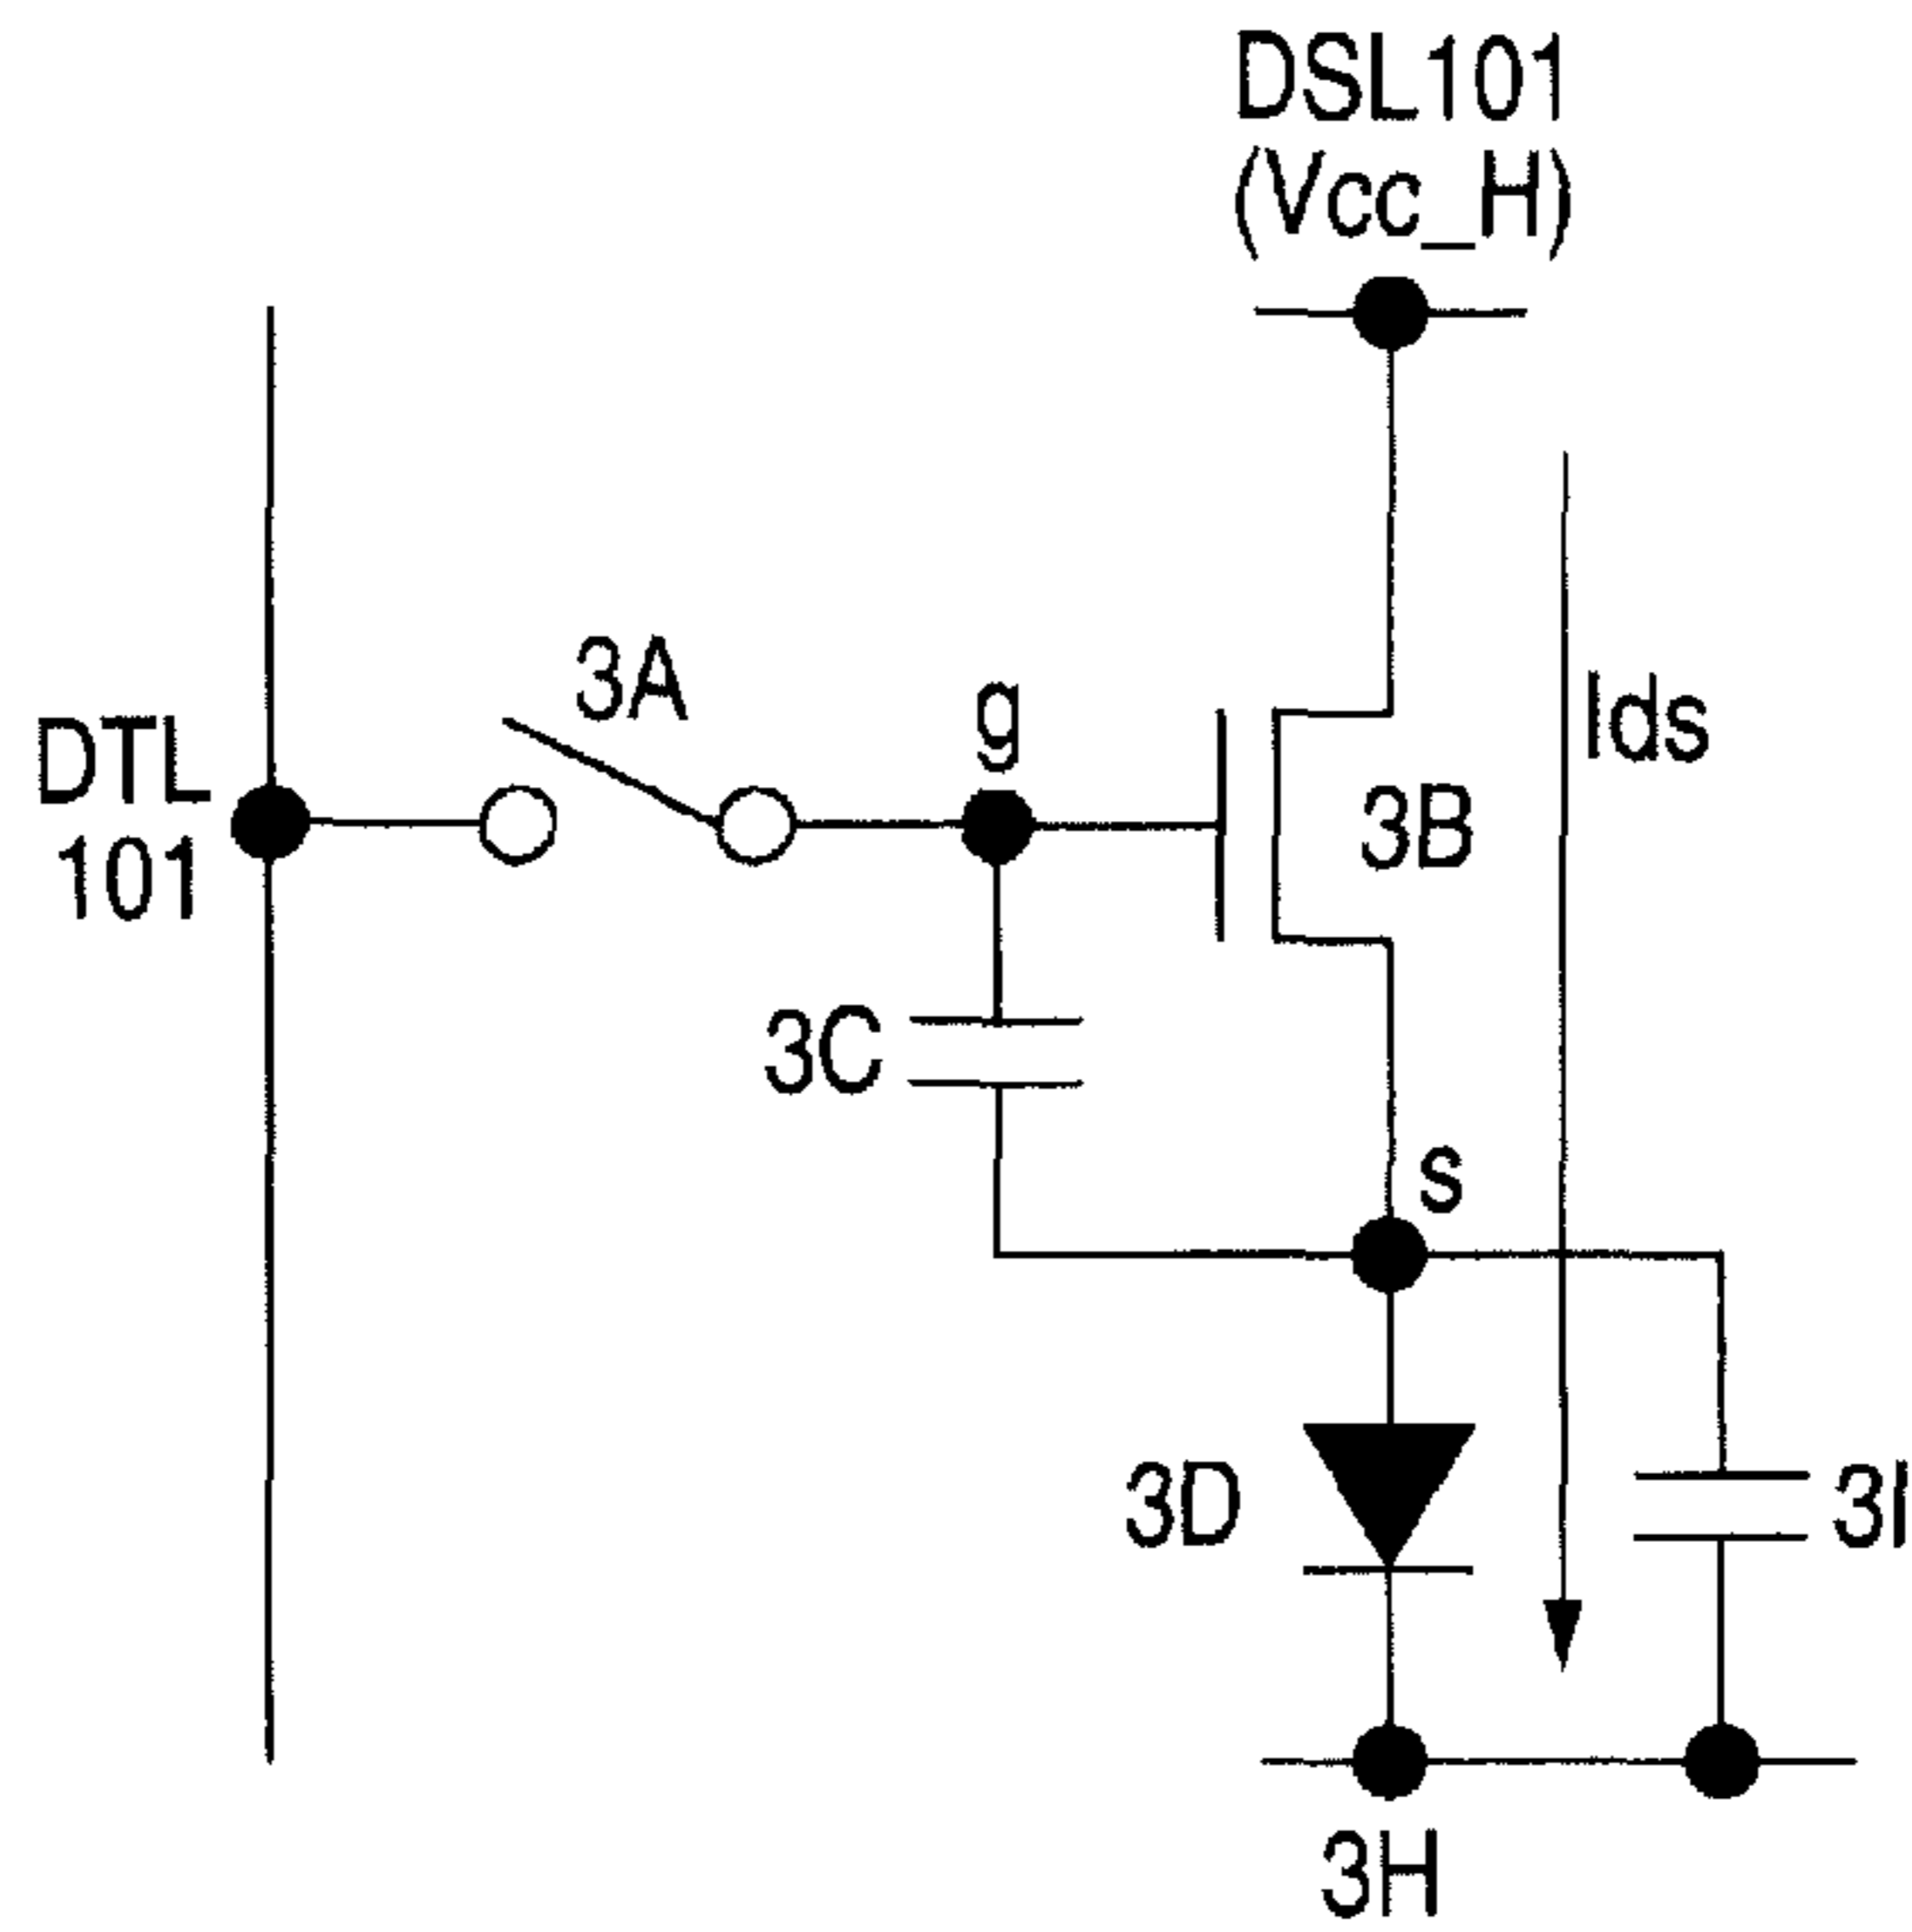 DSL101
(Vcc_H)
3A
g
Ids
DTL
101
3B
3C
s
3D
3I
3H